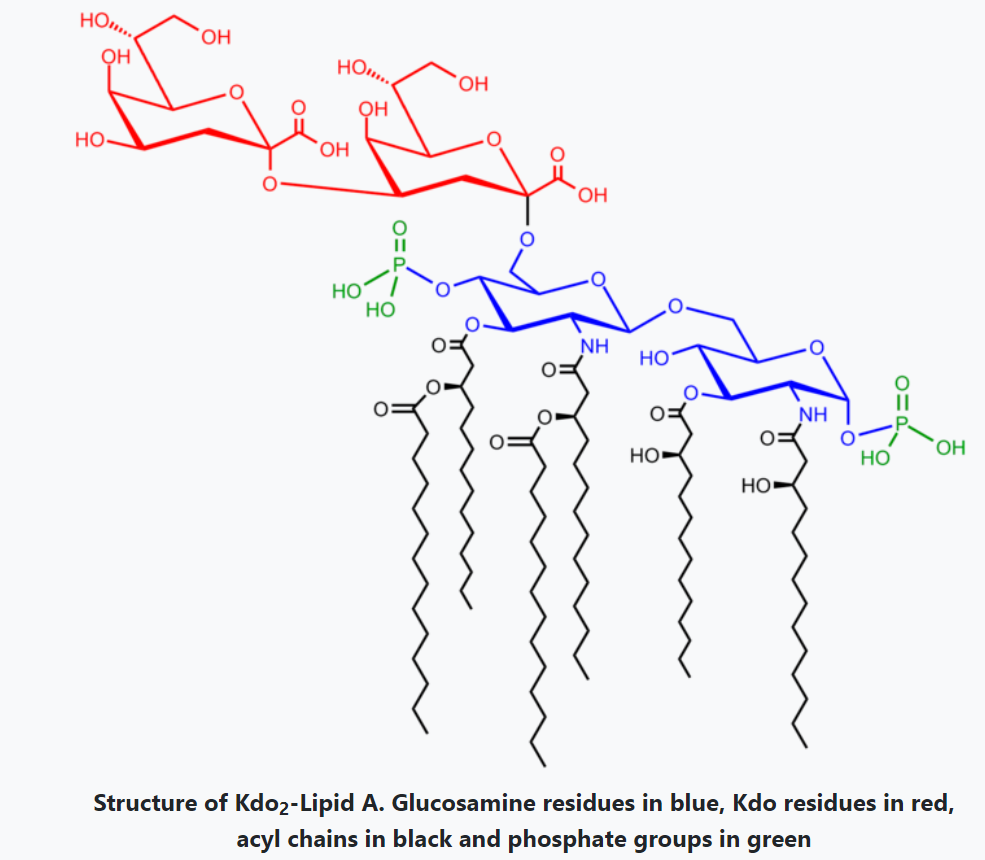 HO
OH
OH
HO
OH
O
O
OH
HO
O
OH
O
O
OH
O
O
P
O
HO
O
O
HO
O
O
NH
O
HO
O
O
O
O
O
O
NH
O
P
O
O
O
OH
HO
HO
HO
Structure of Kdo2-Lipid A. Glucosamine residues in blue, Kdo residues in red,
acyl chains in black and phosphate groups in green